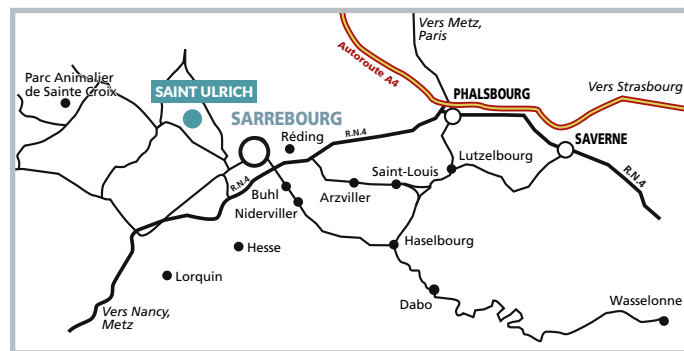 Vers Metz,
Paris
Autoroute A4
Parc Animalier
de Sainte Croix
SAINT ULRICH
PHALSBOURG
Vers Strasbourg
SARREBOURG
Réding
R.N.4
SAVERNE
Lutzelbourg
Saint-Louis
R.N.4
R.N.4
Buhl
Arzviller
Niderviller
Haselbourg
Hesse
Lorquin
Dabo
Wasselonne
Vers Nancy,
Metz